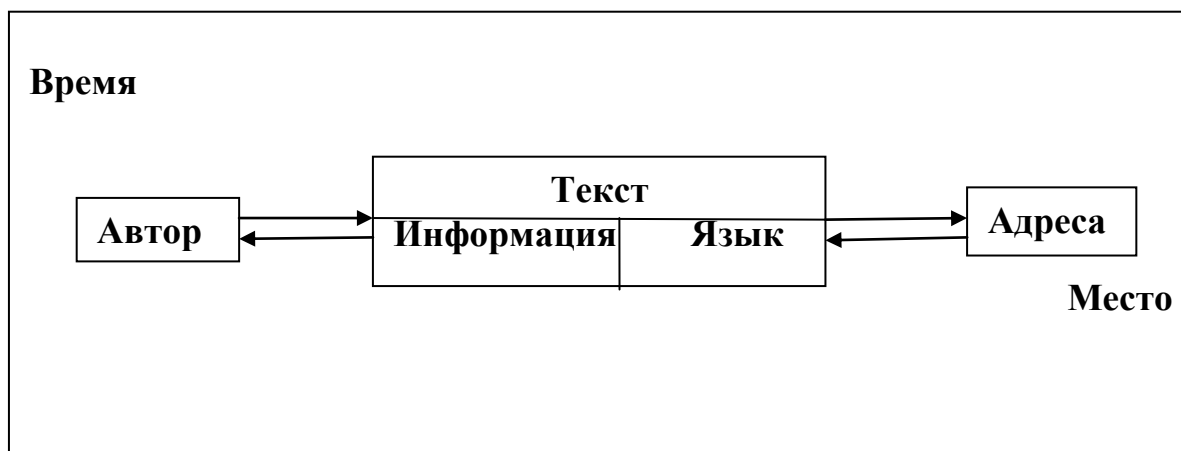 Время
Текст
Автор
Информация
Язык
Адреса
Место